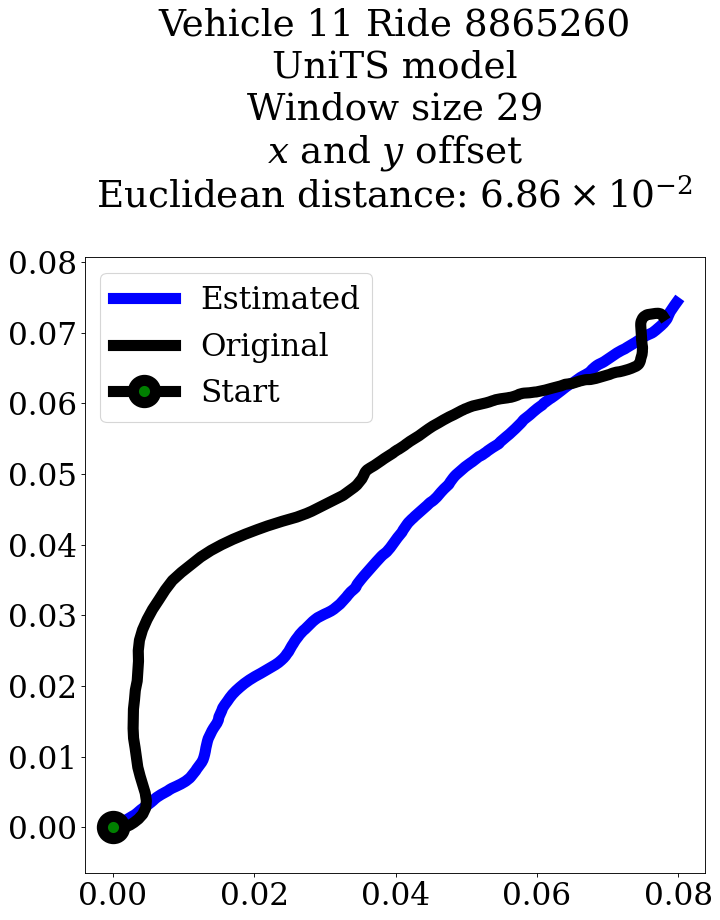 Vehicle 11 Ride 8865260
UniTS model
Window size 29
x and y offset
Euclidean distance: 6.86 × 10⁻²
0.08
0.07
0.06
0.05
0.04
0.03
0.02
0.01
0.00
Estimated
Original
Start
0.00 0.02 0.04 0.06 0.08